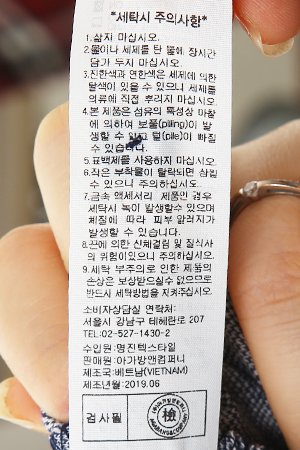 *세탁시 주의사항*
1.삶지 마십시오.
2.물이나 세제를 탄 물에 장시간
담가 두지 마십시오.
3.진한색과 연한색은 세제에 의한
탈색이 있을 수 있으니 세제를
의류에 직접 뿌리지 마십시오.
4.본 제품은 섬유의 특성상 마찰
에 의하여 보풀(piling)이 발
생할 수 있고 털(pile)이 빠질
수 있습니다.
5.표백제를 사용하지 마십시오.
6.작은 부착물이 탈락되면 삼킬
수 있으니 주의하십시오.
7.금속 액세서리 제품인 경우
세탁시 녹이 발생할수 있으며
체질에 따라 피부 알러지가
발생할 수 있습니다.
8.끈에 의한 신체걸림 및 질식사
의 위험이있으니 주의하십시오.
9.세탁 부주의로 인한 제품의
손상은 보상받으실수 없으므로
반드시 세탁방법을 지켜주십시오.
소비자상담실 연락처:
서울시 강남구 테헤란로 207
TEL:02-527-1430-2
수입원:명진텍스타일
판매원:아가방앤컴퍼니
제조국:베트남(VIETNAM)
제조년월:2019.06
검사필
檢